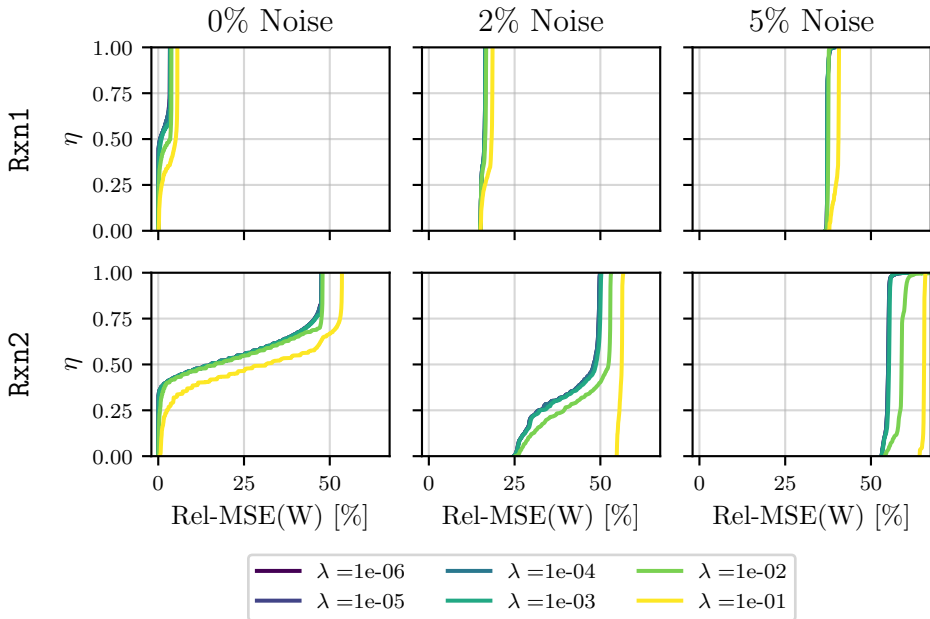 0% Noise 2% Noise 5% Noise
Rxn1
η
1.00
0.75
0.50
0.25
0.00
Rxn2
η
1.00
0.75
0.50
0.25
0.00
0 25 50 0 25 50 0 25 50
Rel-MSE(W) [%] Rel-MSE(W) [%] Rel-MSE(W) [%]
λ =1e-06 λ =1e-04 λ =1e-02
λ =1e-05 λ =1e-03 λ =1e-01